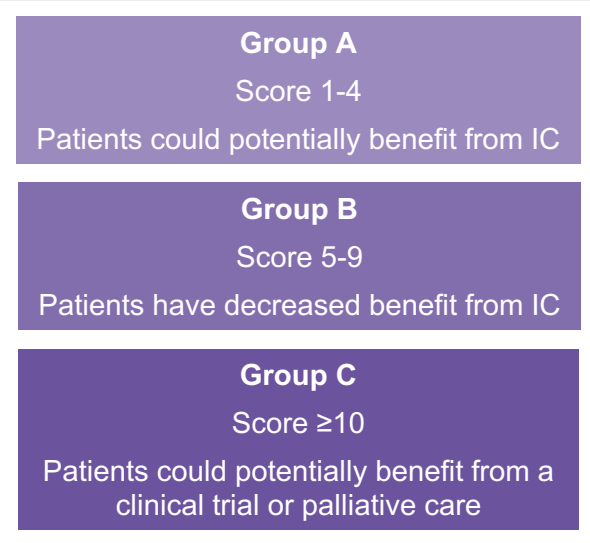 Group A
Score 1-4
Patients could potentially benefit from IC
Group B
Score 5-9
Patients have decreased benefit from IC
Group C
Score ≥10
Patients could potentially benefit from a
clinical trial or palliative care